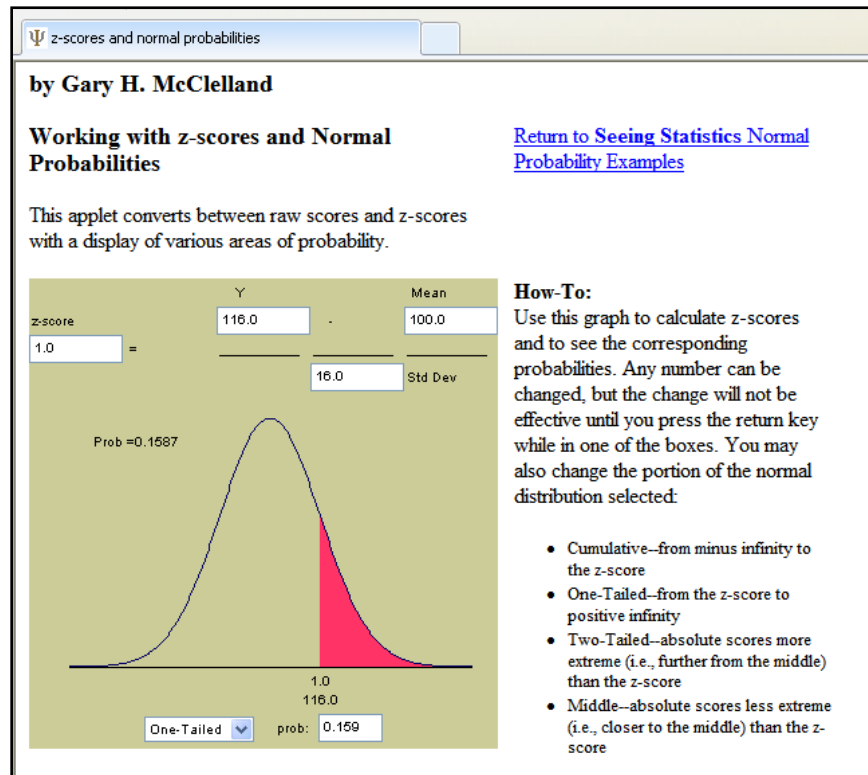 Ψ z-scores and normal probabilities
by Gary H. McClelland
Working with z-scores and Normal
Probabilities
Return to Seeing Statistics Normal
Probability Examples
This applet converts between raw scores and z-scores
with a display of various areas of probability.
Y Mean
z-score 116.0 - 100.0
1.0 =
16.0 Std Dev
Prob =0.1587
1.0
116.0
One-Tailed prob: 0.159
How-To:
Use this graph to calculate z-scores
and to see the corresponding
probabilities. Any number can be
changed, but the change will not be
effective until you press the return key
while in one of the boxes. You may
also change the portion of the normal
distribution selected:
• Cumulative--from minus infinity to
the z-score
• One-Tailed--from the z-score to
positive infinity
• Two-Tailed--absolute scores more
extreme (i.e., further from the middle)
than the z-score
• Middle--absolute scores less extreme
(i.e., closer to the middle) than the z-
score